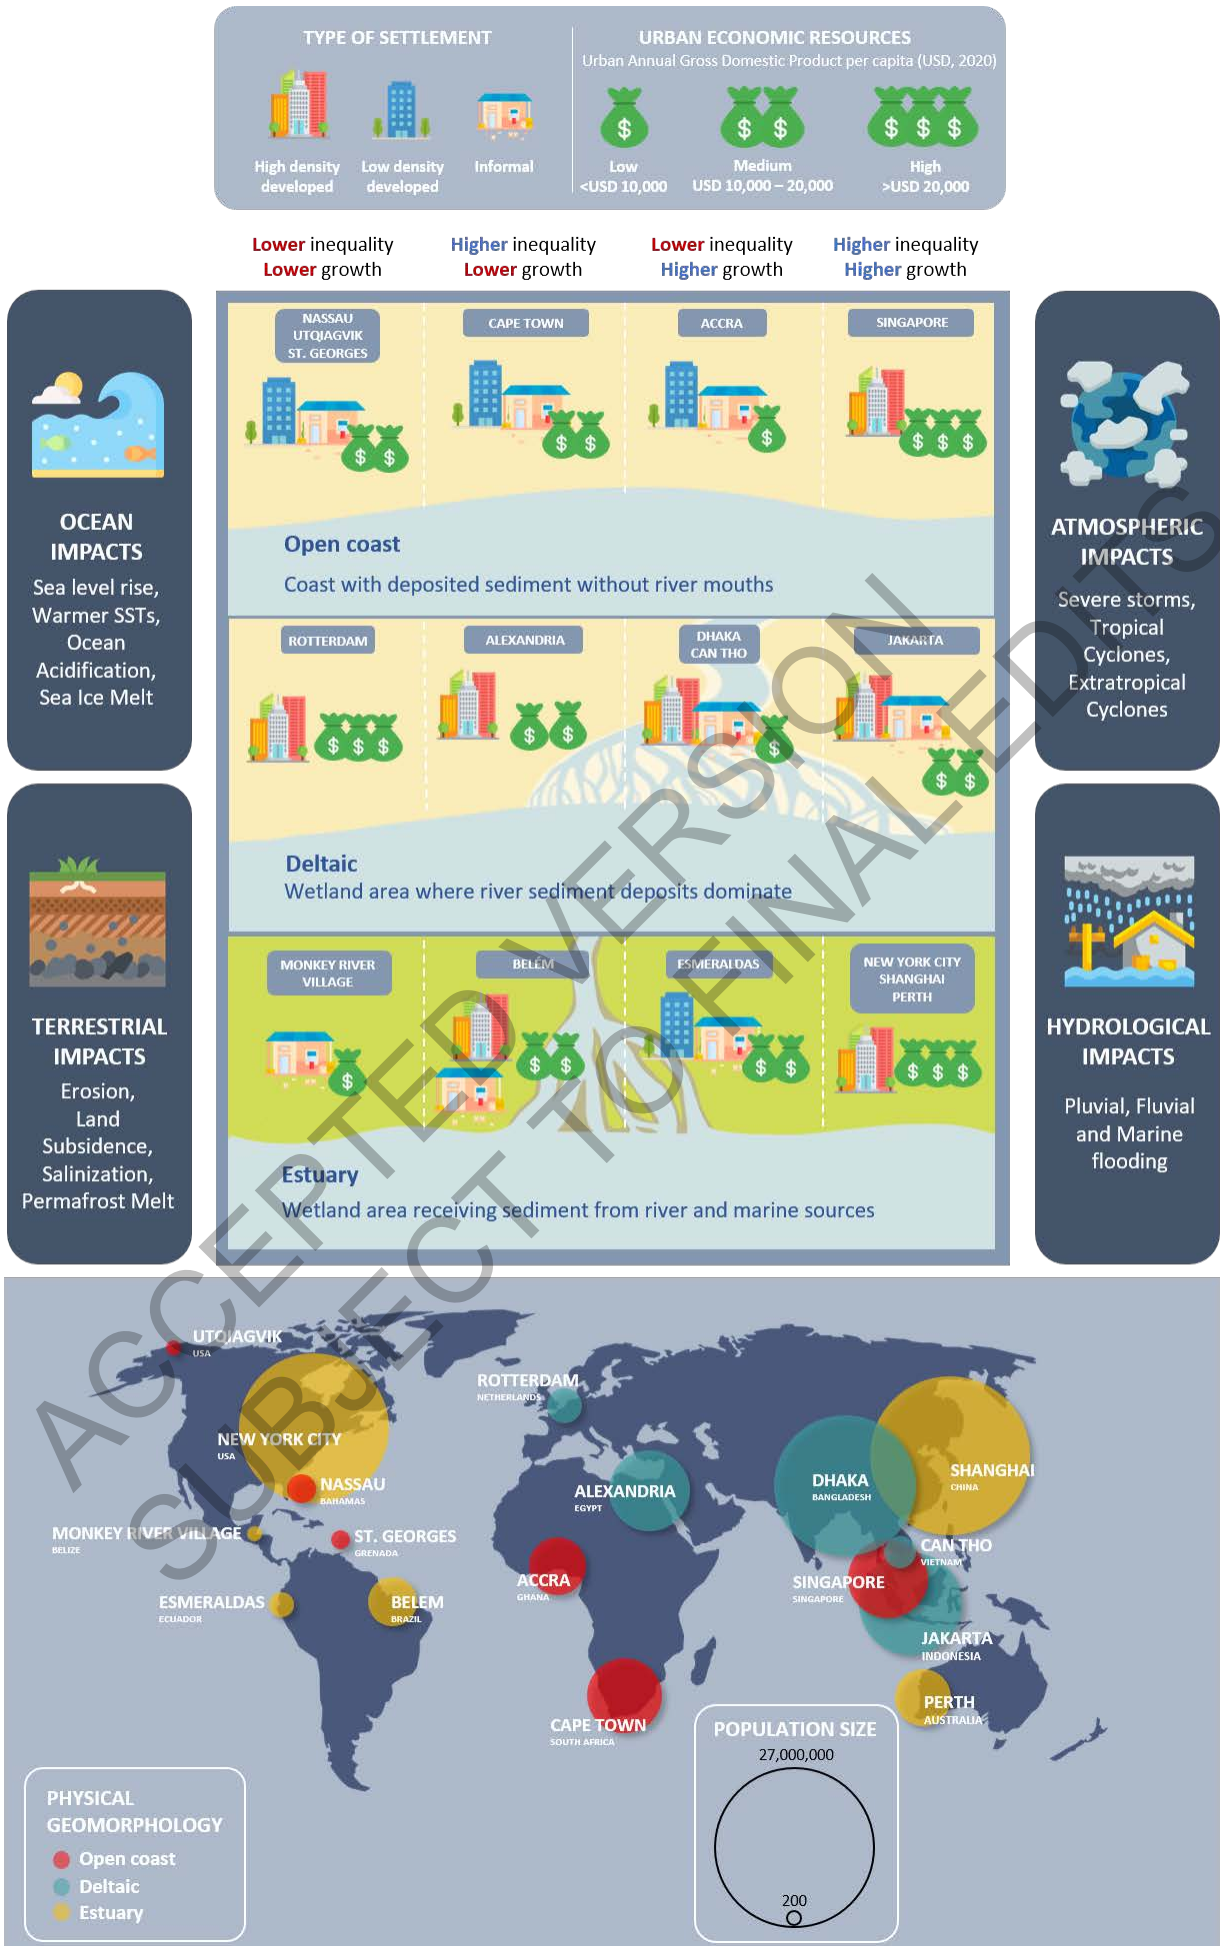 TYPE OF SETTLEMENT
High density
developed
Low density
developed
Informal
URBAN ECONOMIC RESOURCES
Urban Annual Gross Domestic Product per capita (USD, 2020)
$
Low
<USD 10,000
$ $
Medium
USD 10,000 – 20,000
$ $ $
High
>USD 20,000
Lower inequality
Lower growth
Higher inequality
Lower growth
Lower inequality
Higher growth
Higher inequality
Higher growth
OCEAN
IMPACTS
Sea level rise,
Warmer SSTs,
Ocean
Acidification,
Sea Ice Melt
TERRESTRIAL
IMPACTS
Erosion,
Land
Subsidence,
Salinization,
Permafrost Melt
NASSAU
UTQIAGVIK
ST. GEORGES
$ $
CAPE TOWN
$ $
ACCRA
$
SINGAPORE
$ $ $
Open coast
Coast with deposited sediment without river mouths
ROTTERDAM
$ $ $
ALEXANDRIA
$ $
DHAKA
CAN THO
$
JAKARTA
$ $
Deltaic
Wetland area where river sediment deposits dominate
MONKEY RIVER
VILLAGE
$
BELÉM
$ $
ESMERALDAS
$ $
NEW YORK CITY
SHANGHAI
PERTH
$ $ $
Estuary
Wetland area receiving sediment from river and marine sources
ATMOSPHERIC
IMPACTS
Severe storms,
Tropical
Cyclones,
Extratropical
Cyclones
HYDROLOGICAL
IMPACTS
Pluvial, Fluvial
and Marine
flooding
ACCEPTED VERSION
SUBJECT TO FINAL EDITS
UTQIAGVIK
USA
NEW YORK CITY
USA
NASSAU
BAHAMAS
MONKEY RIVER VILLAGE
BELIZE
ST. GEORGES
GRENADA
ESMERALDAS
ECUADOR
BELEM
BRAZIL
ROTTERDAM
NETHERLANDS
ALEXANDRIA
EGYPT
ACCRA
GHANA
CAPE TOWN
SOUTH AFRICA
DHAKA
BANGLADESH
SHANGHAI
CHINA
CAN THO
VIETNAM
SINGAPORE
SINGAPORE
JAKARTA
INDONESIA
PERTH
AUSTRALIA
PHYSICAL
GEOMORPHOLOGY
Open coast
Deltaic
Estuary
POPULATION SIZE
27,000,000
200